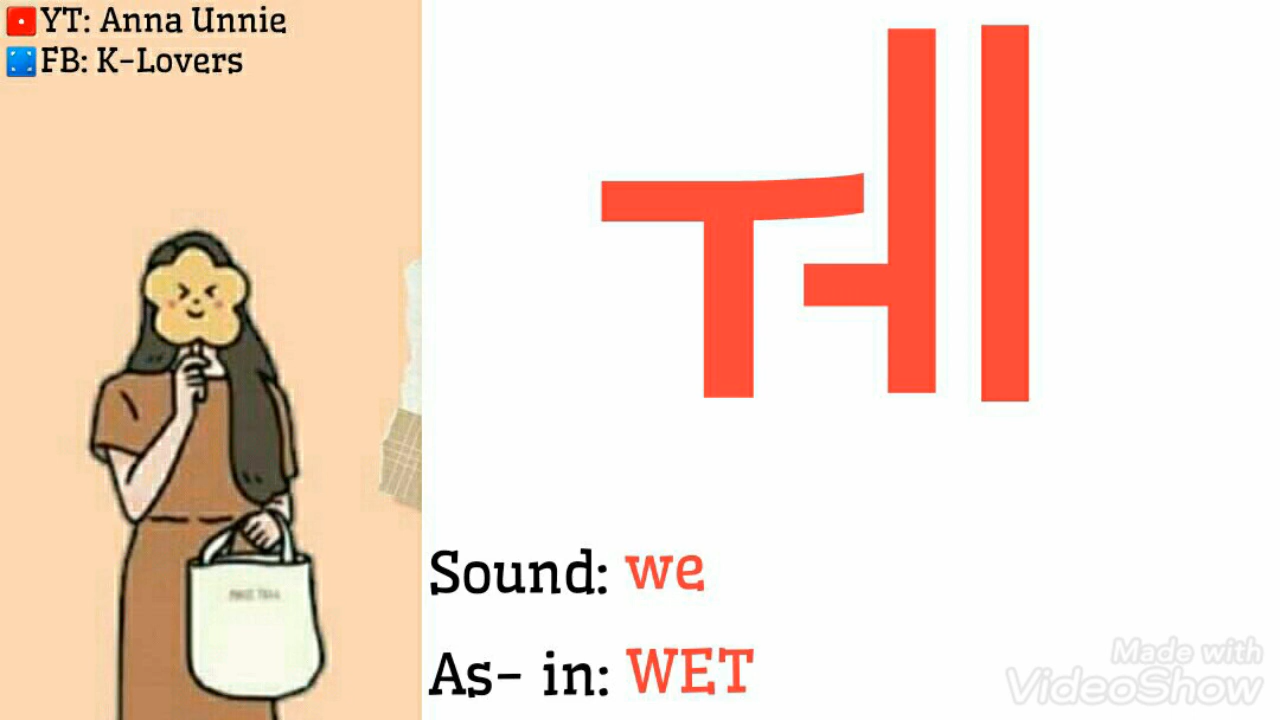 YT: Anna Unnie
FB: K-Lovers
ㅞ
Sound: we
As- in: WET
Made with
VideoShow